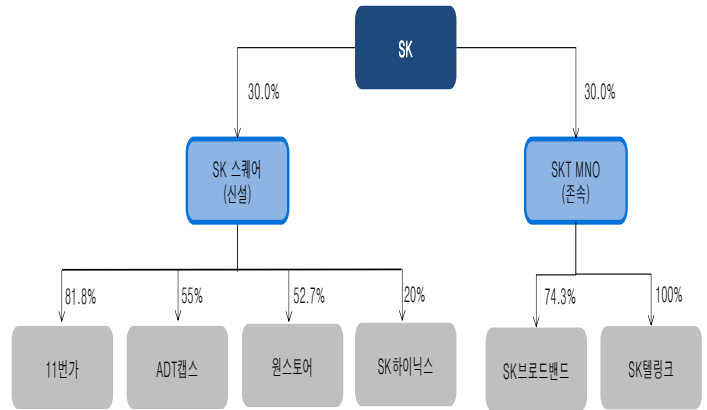 SK
30.0%
30.0%
SK 스퀘어
(신설)
SKT MNO
(존속)
81.8%
55%
52.7%
20%
74.3%
100%
11번가
ADT캡스
원스토어
SK하이닉스
SK브로드밴드
SK텔링크